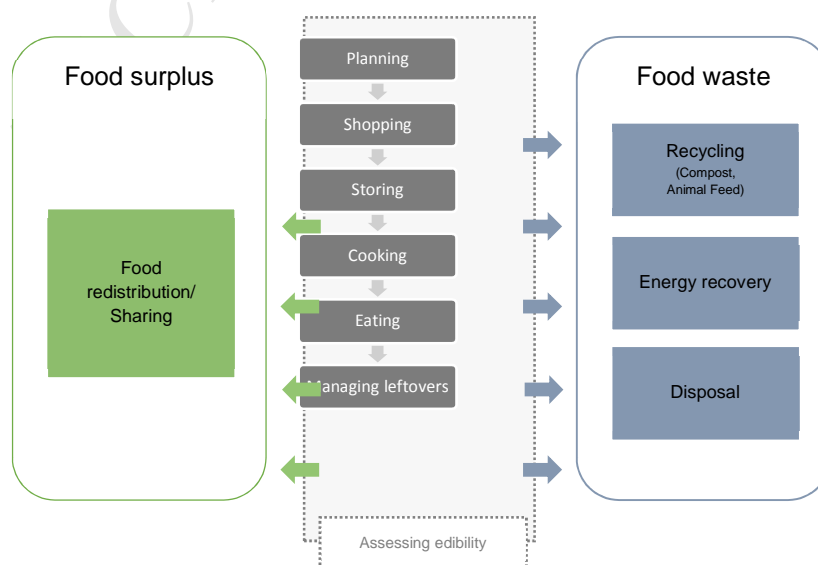 Food surplus
Food
redistribution/
Sharing
Planning
Shopping
Storing
Cooking
Eating
Managing leftovers
Assessing edibility
Food waste
Recycling
(Compost,
Animal Feed)
Energy recovery
Disposal